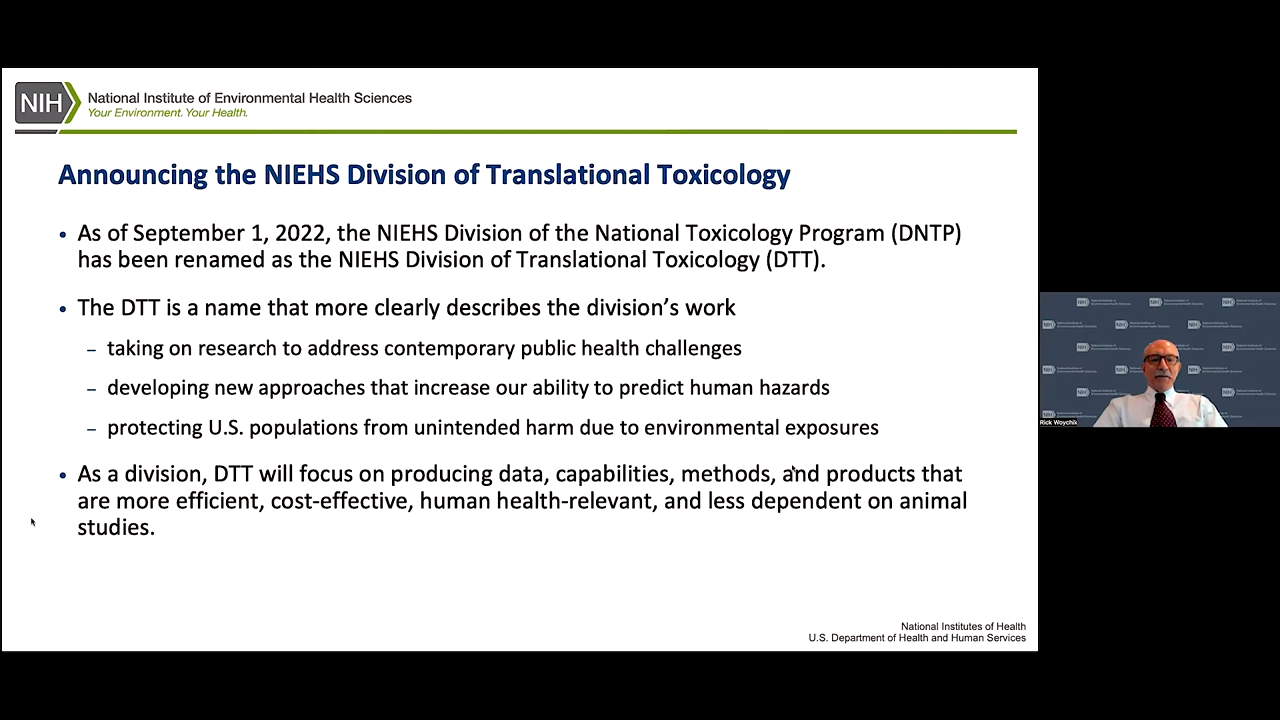 NIH
National Institute of Environmental Health Sciences
Your Environment. Your Health.
Announcing the NIEHS Division of Translational Toxicology
• As of September 1, 2022, the NIEHS Division of the National Toxicology Program (DNTP)
has been renamed as the NIEHS Division of Translational Toxicology (DTT).
• The DTT is a name that more clearly describes the division’s work
– taking on research to address contemporary public health challenges
– developing new approaches that increase our ability to predict human hazards
– protecting U.S. populations from unintended harm due to environmental exposures
• As a division, DTT will focus on producing data, capabilities, methods, and products that
are more efficient, cost-effective, human health-relevant, and less dependent on animal
studies.
National Institutes of Health
U.S. Department of Health and Human Services
Rick Woychik